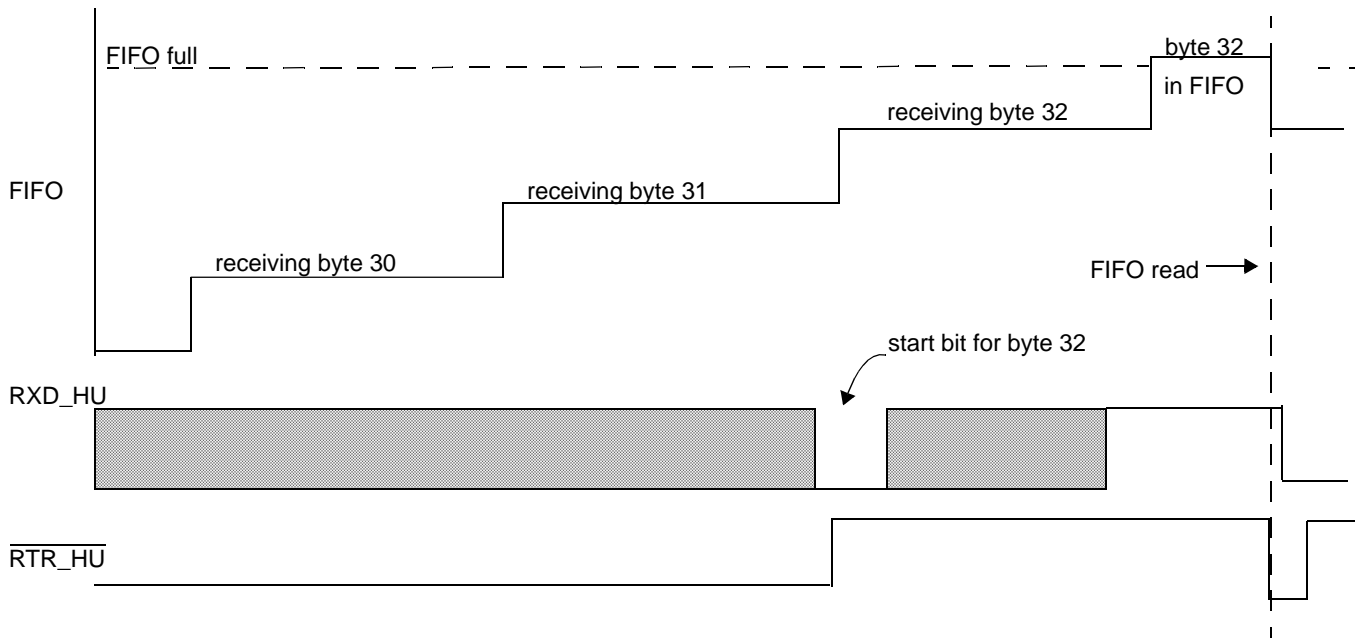 FIFO full
byte 32
in FIFO
receiving byte 32
FIFO
receiving byte 31
receiving byte 30
FIFO read
start bit for byte 32
RXD_HU
RTR_HU